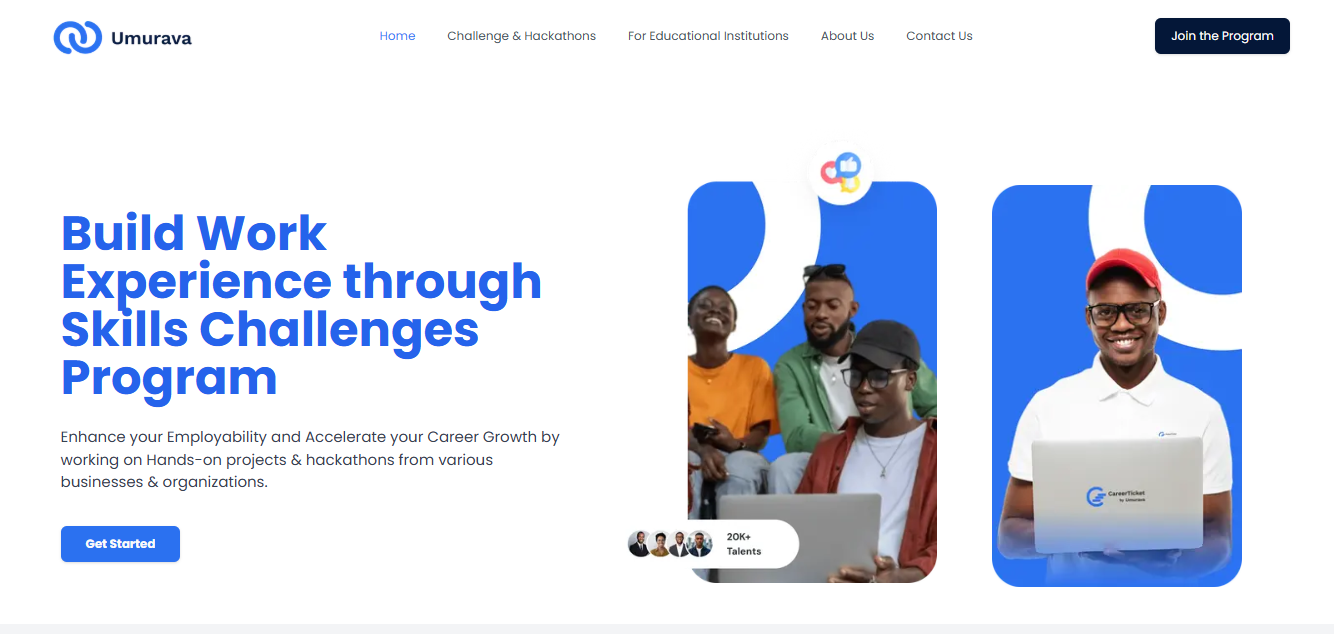 Umurava
Home
Challenge & Hackathons
For Educational Institutions
About Us
Contact Us
Join the Program
Build Work
Experience through
Skills Challenges
Program
Enhance your Employability and Accelerate your Career Growth by
working on Hands-on projects & hackathons from various
businesses & organizations.
Get Started
20K+
Talents
CareerTicket
by Umurava